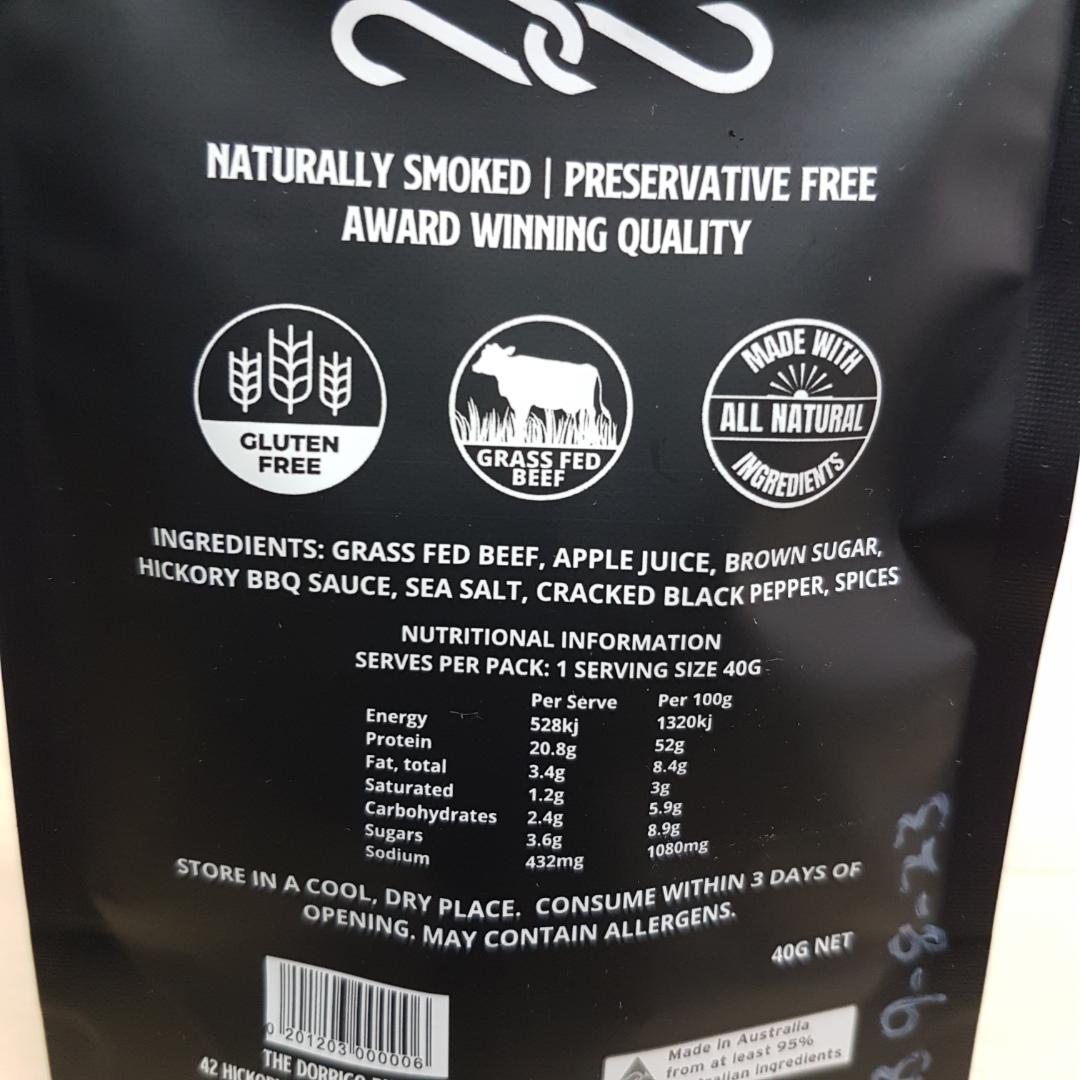 NATURALLY SMOKED | PRESERVATIVE FREE
AWARD WINNING QUALITY
GLUTEN
FREE
GRASS FED
BEEF
MADE WITH
ALL NATURAL
INGREDIENTS
INGREDIENTS: GRASS FED BEEF, APPLE JUICE, BROWN SUGAR,
HICKORY BBQ SAUCE, SEA SALT, CRACKED BLACK PEPPER, SPICES
NUTRITIONAL INFORMATION
SERVES PER PACK: 1 SERVING SIZE 40G
Per Serve Per 100g
Energy 528kj 1320kj
Protein 20.8g 52g
Fat, total 3.4g 8.4g
Saturated 1.2g 3g
Carbohydrates 2.4g 5.9g
Sugars 3.6g 8.9g
Sodium 432mg 1080mg
STORE IN A COOL, DRY PLACE. CONSUME WITHIN 3 DAYS OF
OPENING. MAY CONTAIN ALLERGENS.
40G NET
0 201203 000006
THE DORRIGO
42
Made in Australia
from at least 95%
ingredients
9-8-23